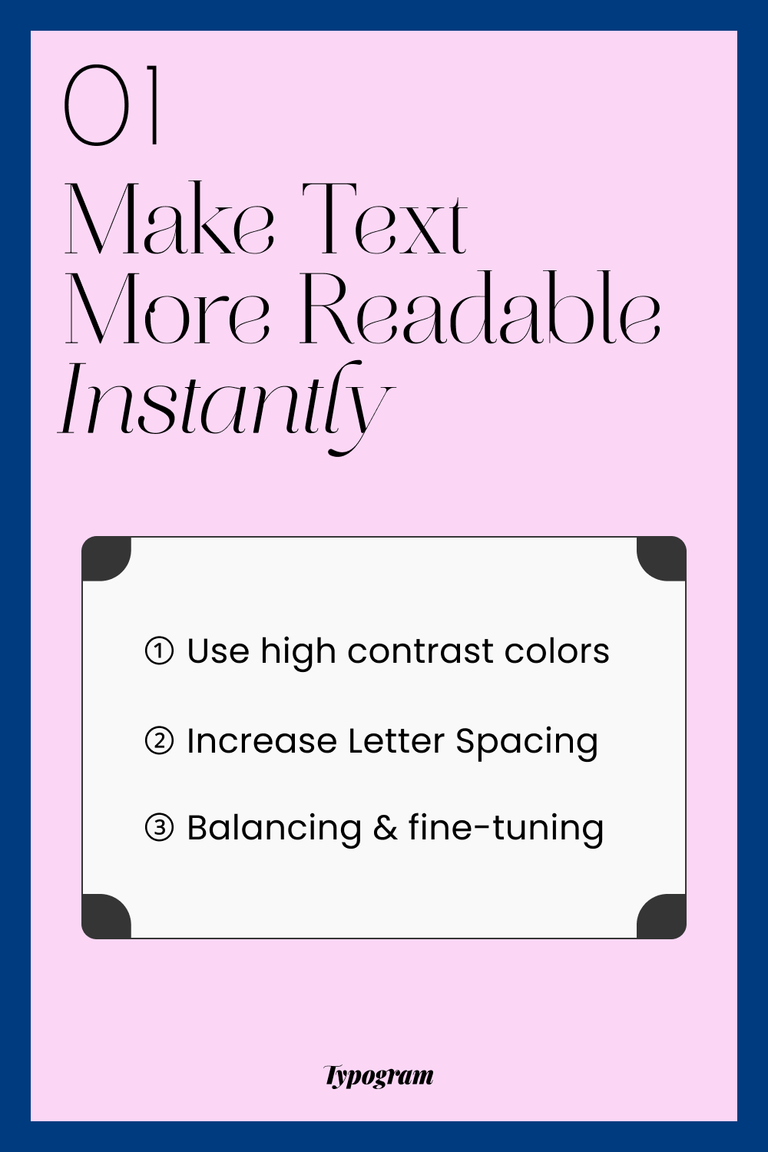 01
Make Text
More Readable
Instantly
① Use high contrast colors
② Increase Letter Spacing
③ Balancing & fine-tuning
Typogram